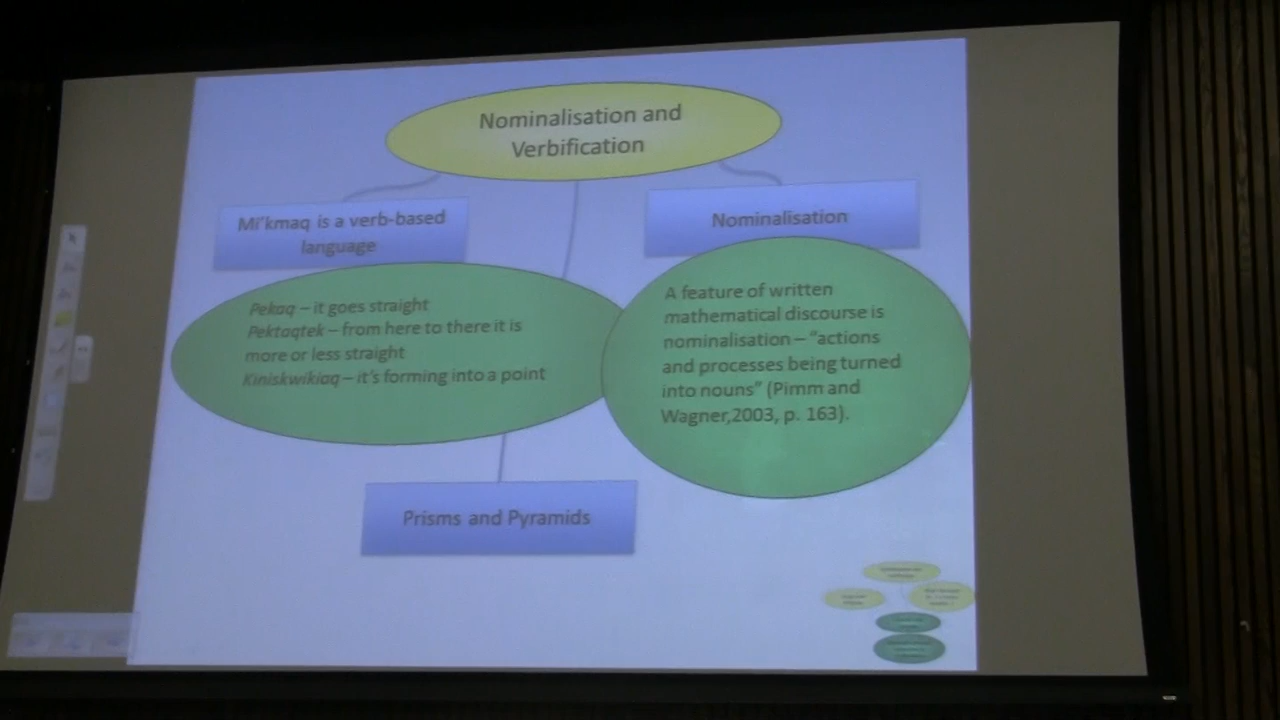 Nominalisation and
Verbification
Mi'kmaq is a verb-based
language
Nominalisation
Pekaq – it goes straight
Pektaqtek – from here to there it is
more or less straight
Kiniskwikiaq – it's forming into a point
A feature of written
mathematical discourse is
nominalisation – "actions
and processes being turned
into nouns" (Pimm and
Wagner,2003, p. 163).
Prisms and Pyramids